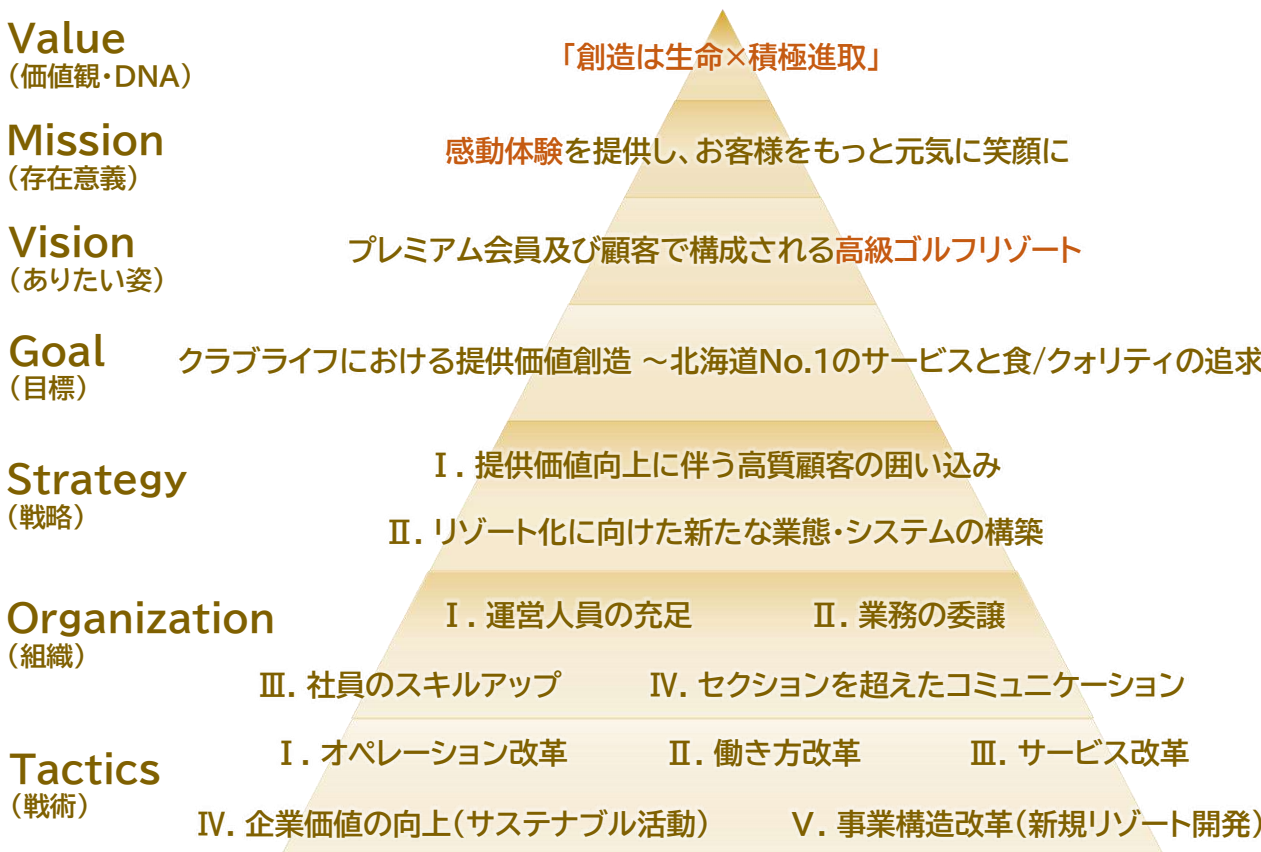 Value
(価値観・DNA)
「創造は生命×積極進取」
Mission
(存在意義)
感動体験を提供し、お客様をもっと元気に笑顔に
Vision
(ありたい姿)
プレミアム会員及び顧客で構成される高級ゴルフリゾート
Goal
(目標)
クラブライフにおける提供価値創造 ～北海道No.1のサービスと食/クォリティの追求
Strategy
(戦略)
Ⅰ. 提供価値向上に伴う高質顧客の囲い込み
Ⅱ. リゾート化に向けた新たな業態・システムの構築
Organization
(組織)
Ⅰ. 運営人員の充足 Ⅱ. 業務の委譲
Ⅲ. 社員のスキルアップ Ⅳ. セクションを超えたコミュニケーション
Tactics
(戦術)
Ⅰ. オペレーション改革 Ⅱ. 働き方改革 Ⅲ. サービス改革
Ⅳ. 企業価値の向上(サステナブル活動) Ⅴ. 事業構造改革(新規リゾート開発)